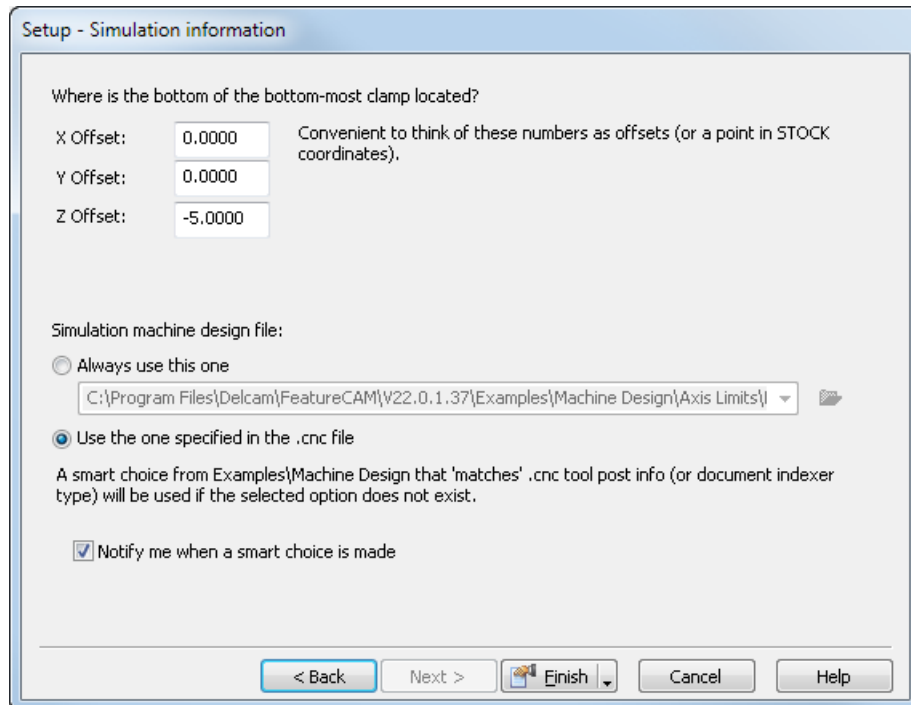 Setup - Simulation information
Where is the bottom of the bottom-most clamp located?
X Offset: 0.0000 Convenient to think of these numbers as offsets (or a point in STOCK
coordinates).
Y Offset: 0.0000
Z Offset: -5.0000
Simulation machine design file:
Always use this one
C:\Program Files\Delcam\FeatureCAM\V22.0.1.37\Examples\Machine Design\Axis Limits\
Use the one specified in the .cnc file
A smart choice from Examples\Machine Design that 'matches' .cnc tool post info (or document indexer
type) will be used if the selected option does not exist.
Notify me when a smart choice is made
< Back Next > Finish Cancel Help